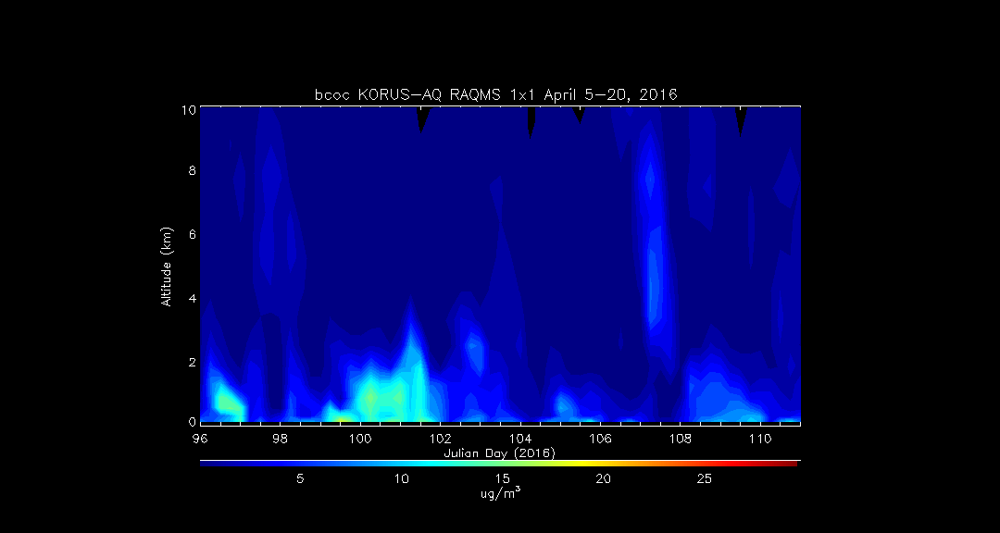 bcoc KORUS-AQ RAQMS 1x1 April 5-20, 2016
10
8
6
4
2
0
Altitude (km)
96 98 100 102 104 106 108 110
Julian Day (2016)
5 10 15 20 25
ug/m³